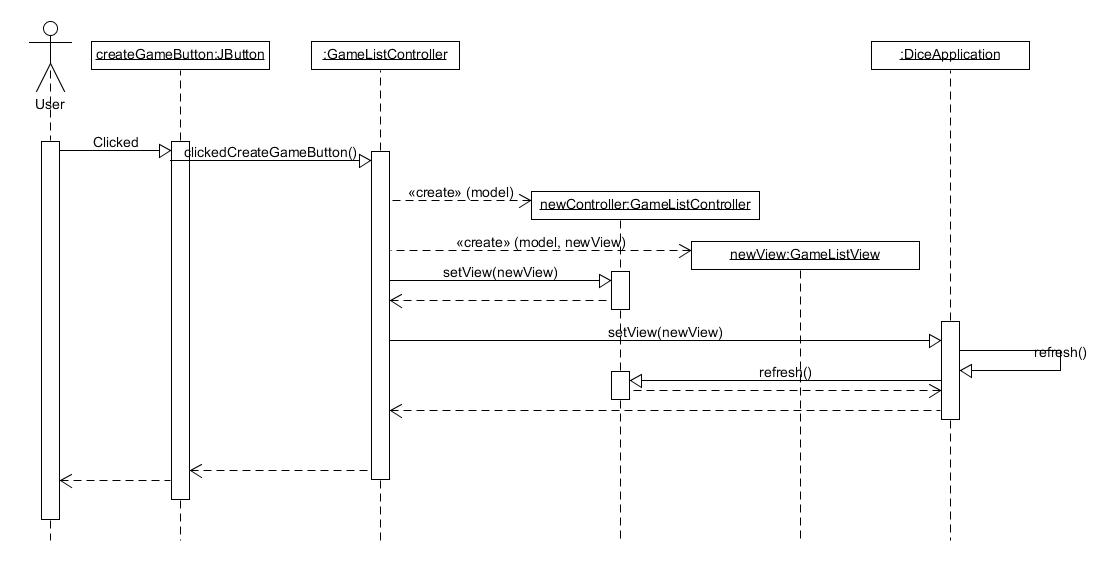 createGameButton:JButton
:GameListController
:DiceApplication
User
Clicked
clickedCreateGameButton()
«create» (model)
newController:GameListController
«create» (model, newView)
newView:GameListView
setView(newView)
setView(newView)
refresh()
refresh()